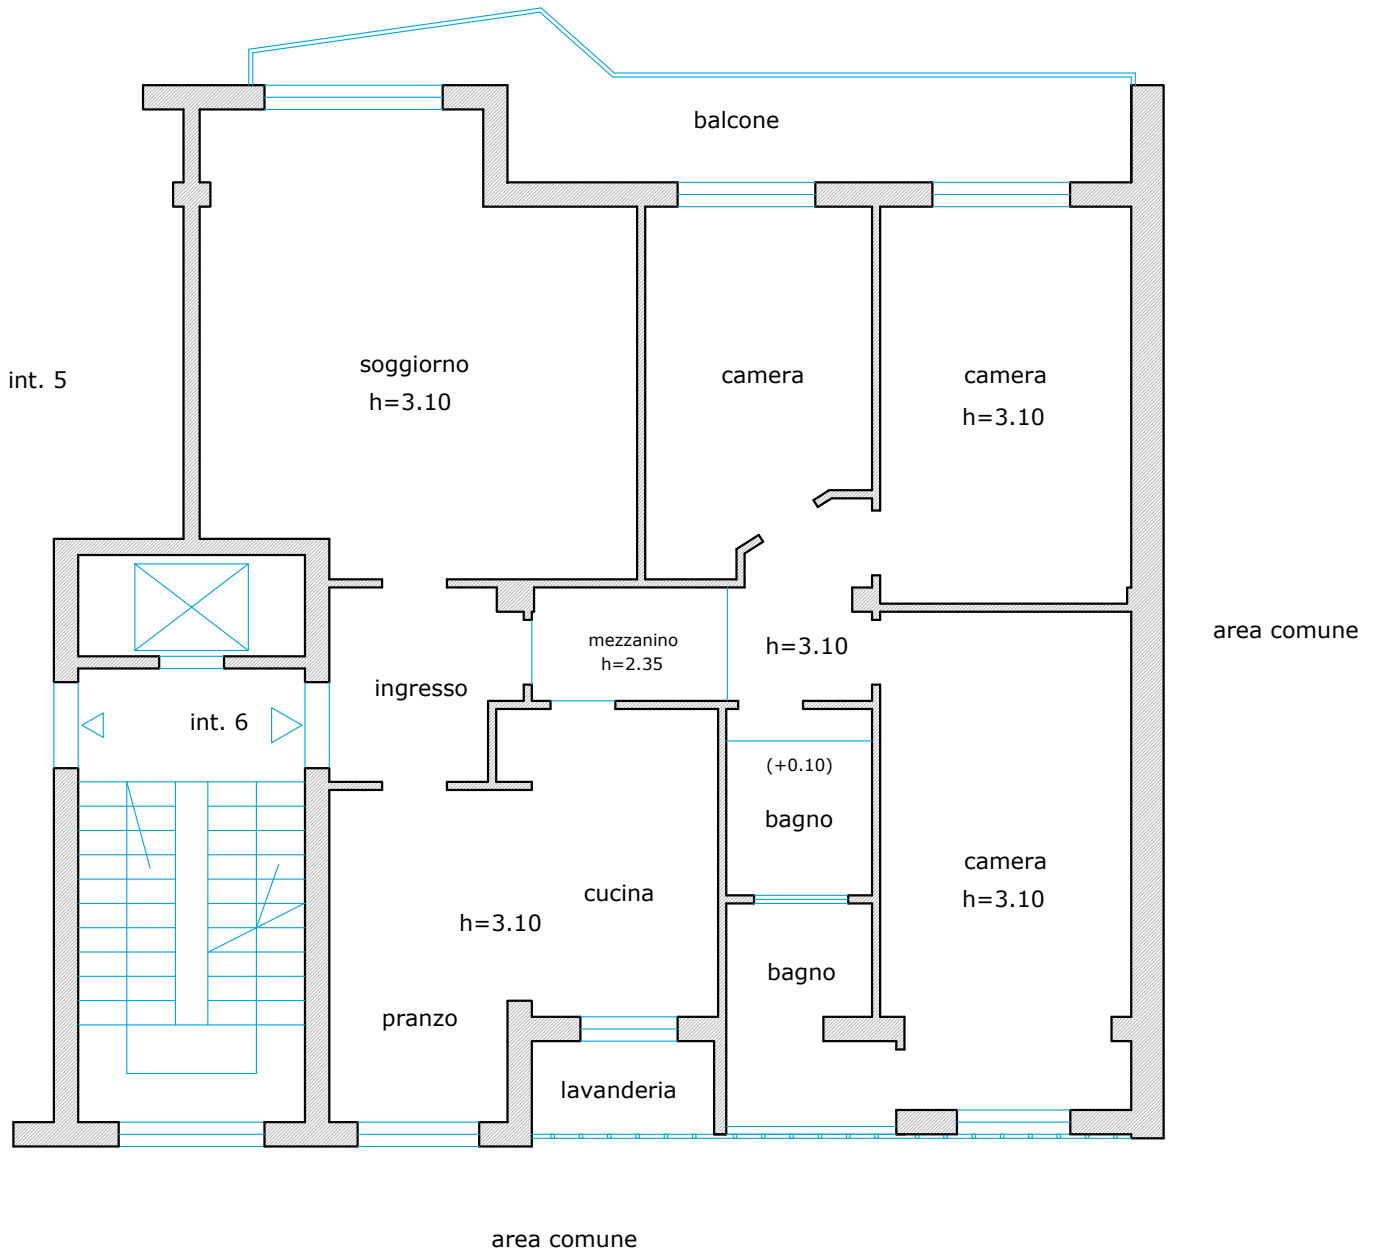 balcone
soggiorno
h=3.10
camera
camera
h=3.10
int. 5
area comune
mezzanino
h=2.35
h=3.10
ingresso
int. 6
(+0.10)
bagno
camera
h=3.10
cucina
h=3.10
bagno
pranzo
lavanderia
area comune